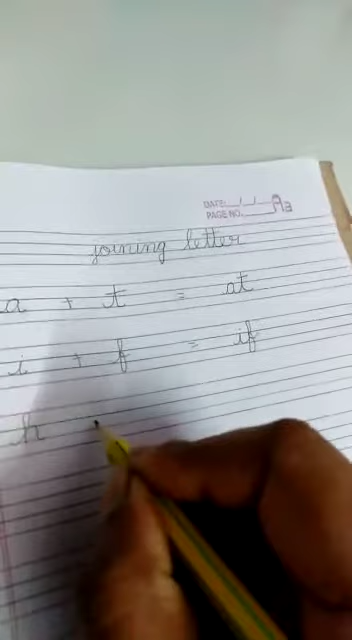 DATE: / /
PAGE NO.
joining letter
a + t = at
i + f = if
h